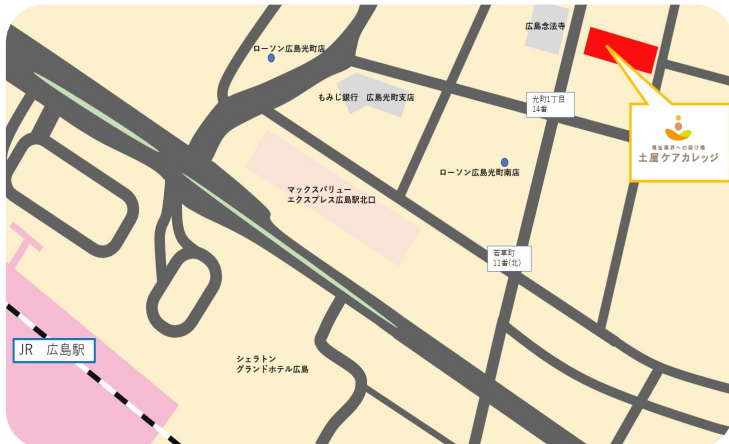 広島念法寺
ローソン広島光町店
もみじ銀行　広島光町支店
光町1丁目
14番
福祉業界への架け橋
土屋ケアカレッジ
ローソン広島光町南店
マックスバリュー
エクスプレス広島駅北口
若草町
11番(北)
JR　広島駅
シェラトン
グランドホテル広島